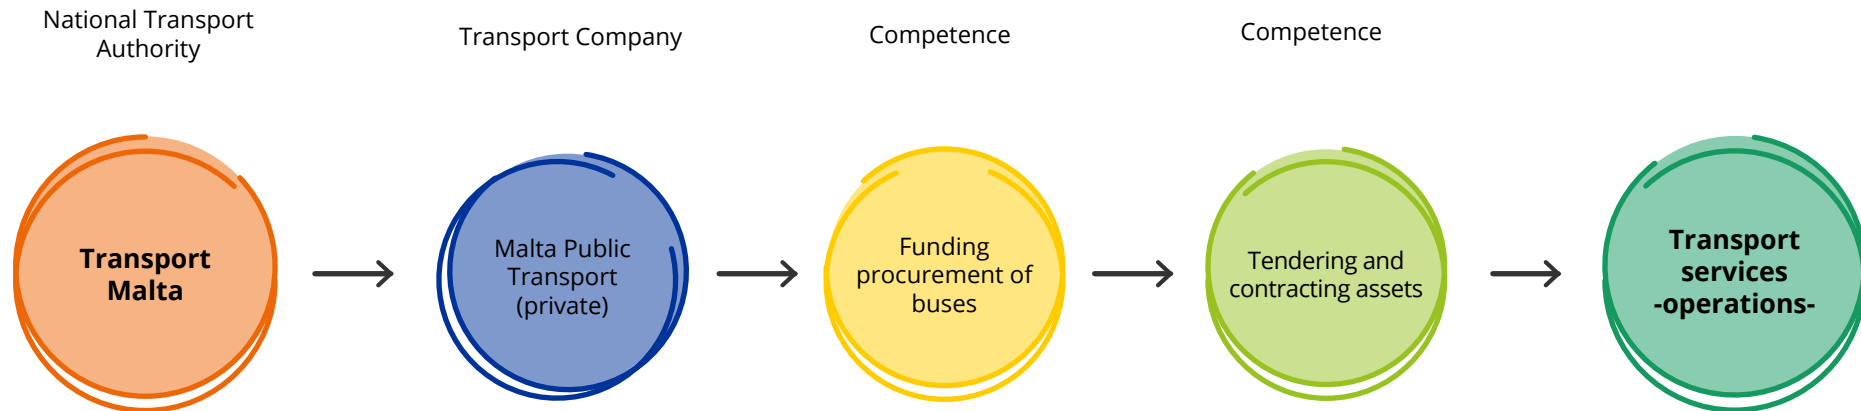 National Transport
Authority
Transport Company
Competence
Competence
Transport
Malta
Malta Public
Transport
(private)
Funding
procurement of
buses
Tendering and
contracting assets
Transport
services
-operations-